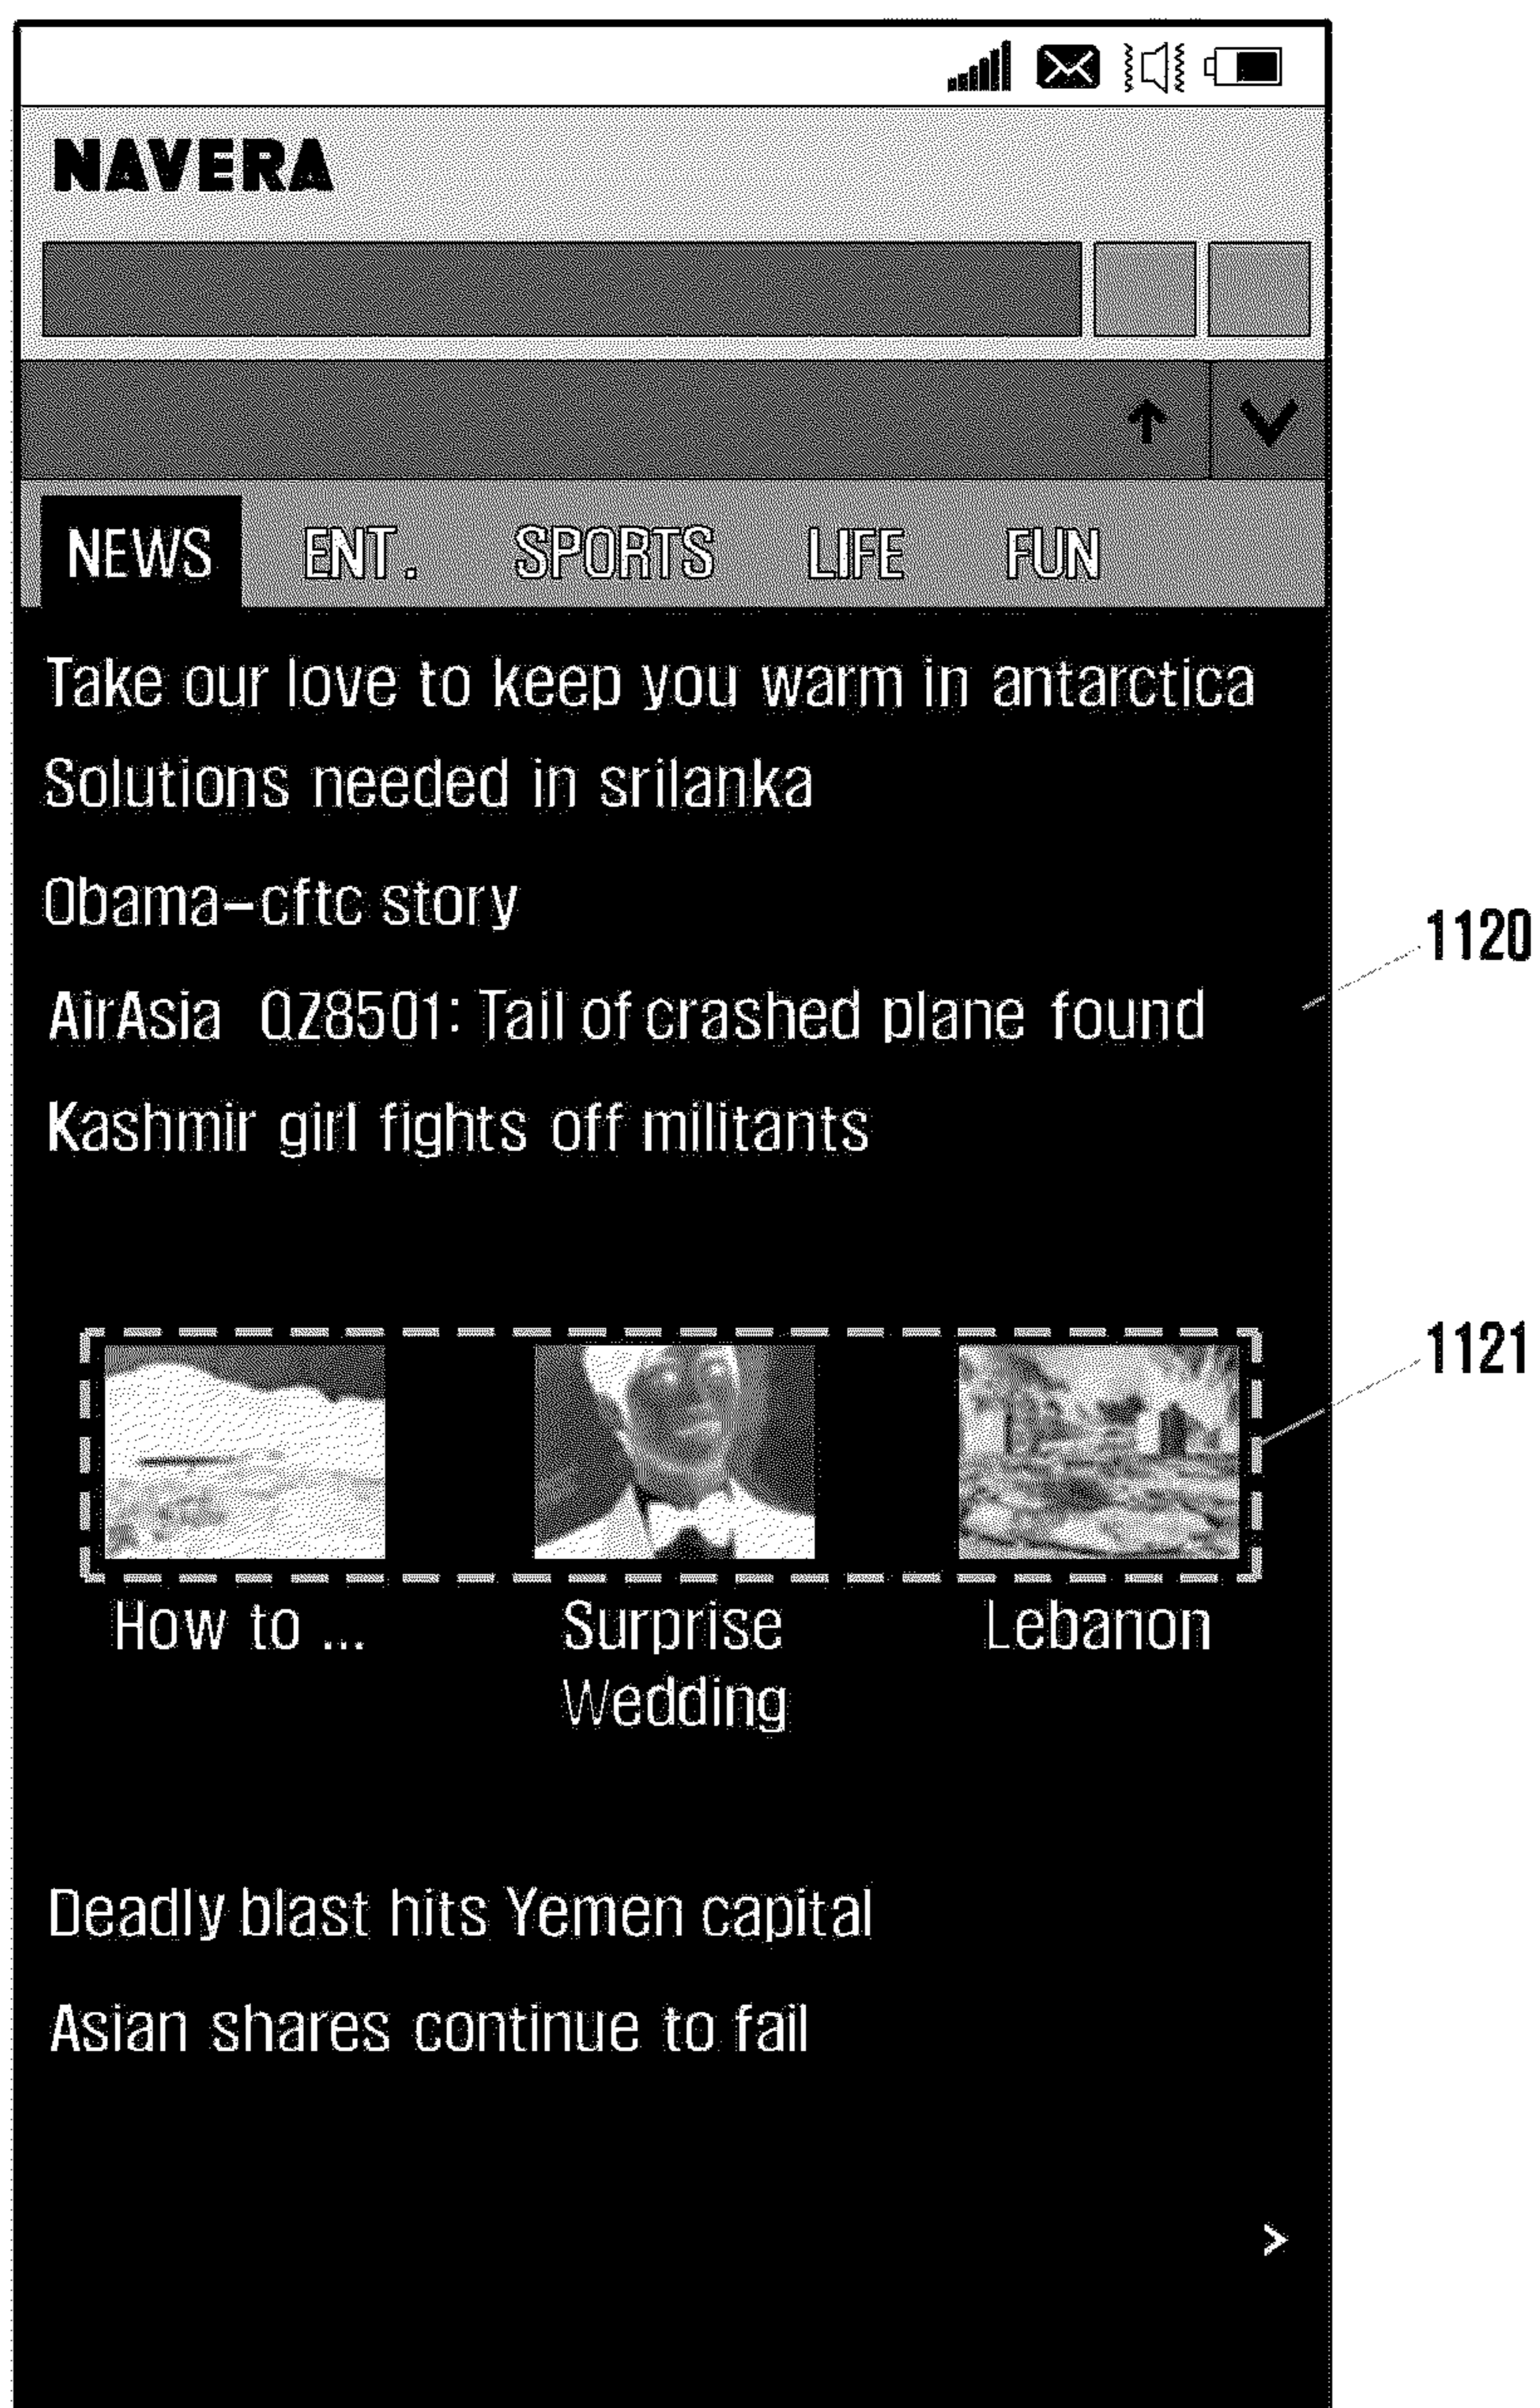 NAVERA
NEWS ENT. SPORTS LIFE FUN
Take our love to keep you warm in antarctica
Solutions needed in srilanka
Obama-cftc story
1120
AirAsia QZ8501: Tail of crashed plane found
Kashmir girl fights off militants
1121
How to ... Surprise Lebanon
Wedding
Deadly blast hits Yemen capital
Asian shares continue to fail
>